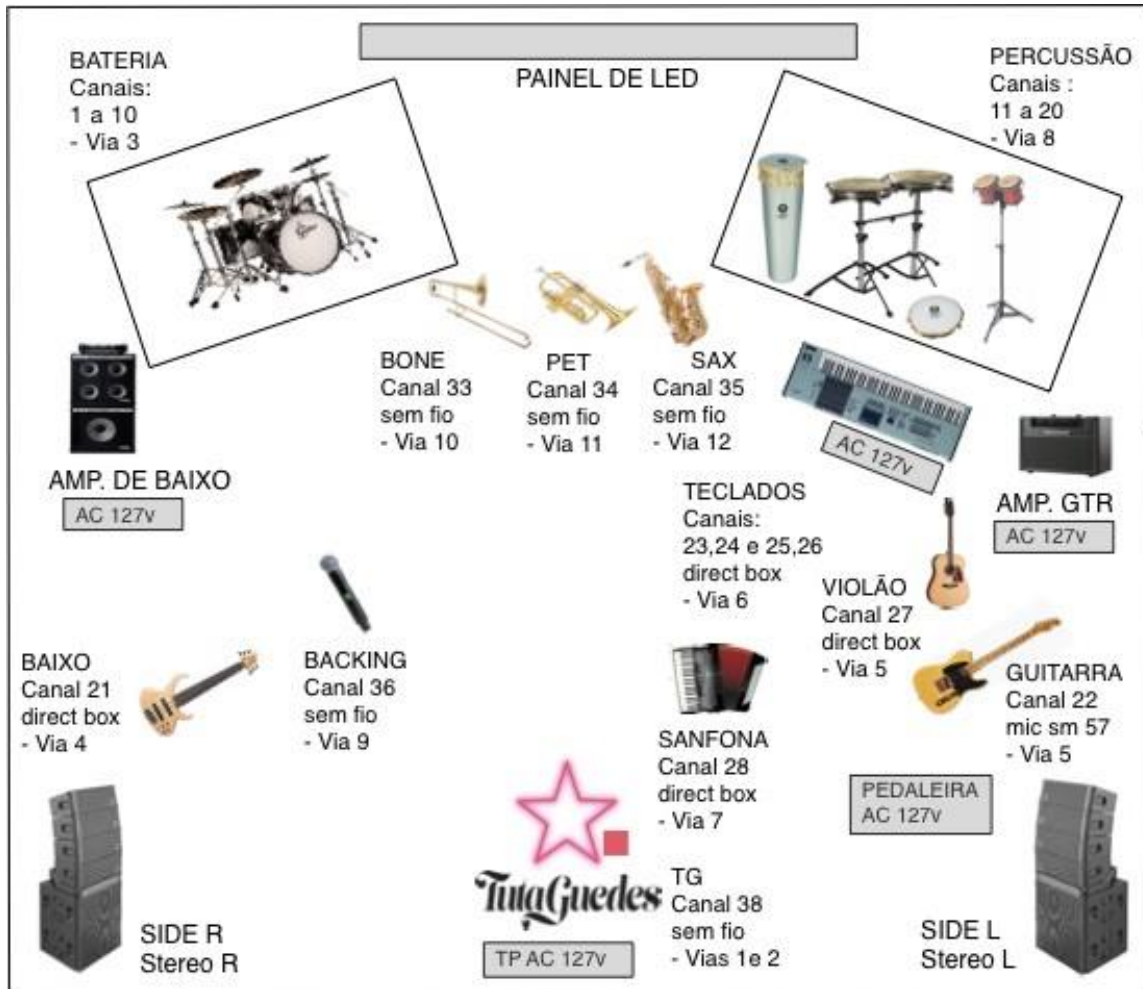 BATERIA
Canais:
1 a 10
- Via 3
PAINEL DE LED
PERCUSSÃO
Canais :
11 a 20
- Via 8
BONE
Canal 33
sem fio
- Via 10
PET
Canal 34
sem fio
- Via 11
SAX
Canal 35
sem fio
- Via 12
AC 127v
AMP. DE BAIXO
AC 127v
AMP. GTR
AC 127v
TECLADOS
Canais:
23,24 e 25,26
direct box
- Via 6
VIOLÃO
Canal 27
direct box
- Via 5
BAIXO
Canal 21
direct box
- Via 4
BACKING
Canal 36
sem fio
- Via 9
GUITARRA
Canal 22
mic sm 57
- Via 5
SANFONA
Canal 28
direct box
- Via 7
PEDALEIRA
AC 127v
TutaGuedes
TP AC 127v
TG
Canal 38
sem fio
- Vias 1e 2
SIDE R
Stereo R
SIDE L
Stereo L